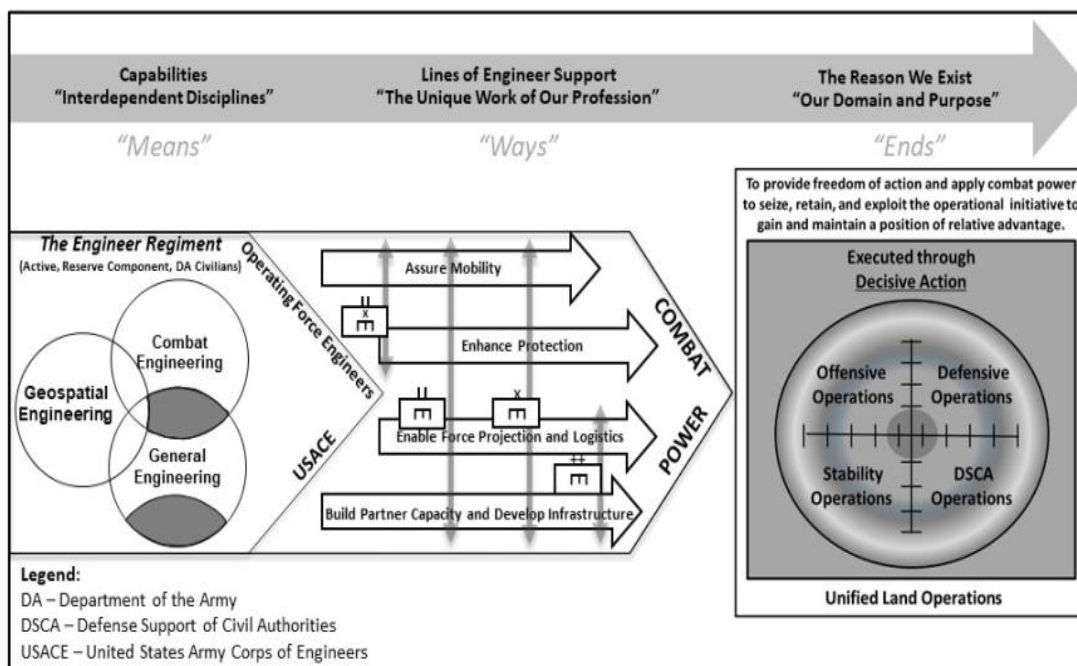 Capabilities
“Interdependent Disciplines”
Lines of Engineer Support
“The Unique Work of Our Profession”
The Reason We Exist
“Our Domain and Purpose”
“Means”
“Ways”
“Ends”
To provide freedom of action and apply combat power
to seize, retain, and exploit the operational initiative to
gain and maintain a position of relative advantage.
The Engineer Regiment
(Active, Reserve Component, DA Civilians)
Combat
Engineering
Geospatial
Engineering
General
Engineering
Operating Force Engineers
USACE
Assure Mobility
II
x
E
Enhance Protection
II
E
x
E
Enable Force Projection and Logistics
++
E
Build Partner Capacity and Develop Infrastructure
COMBAT
POWER
Executed through
Decisive Action
Offensive
Operations
Defensive
Operations
Stability
Operations
DSCA
Operations
Unified Land Operations
Legend:
DA – Department of the Army
DSCA – Defense Support of Civil Authorities
USACE – United States Army Corps of Engineers